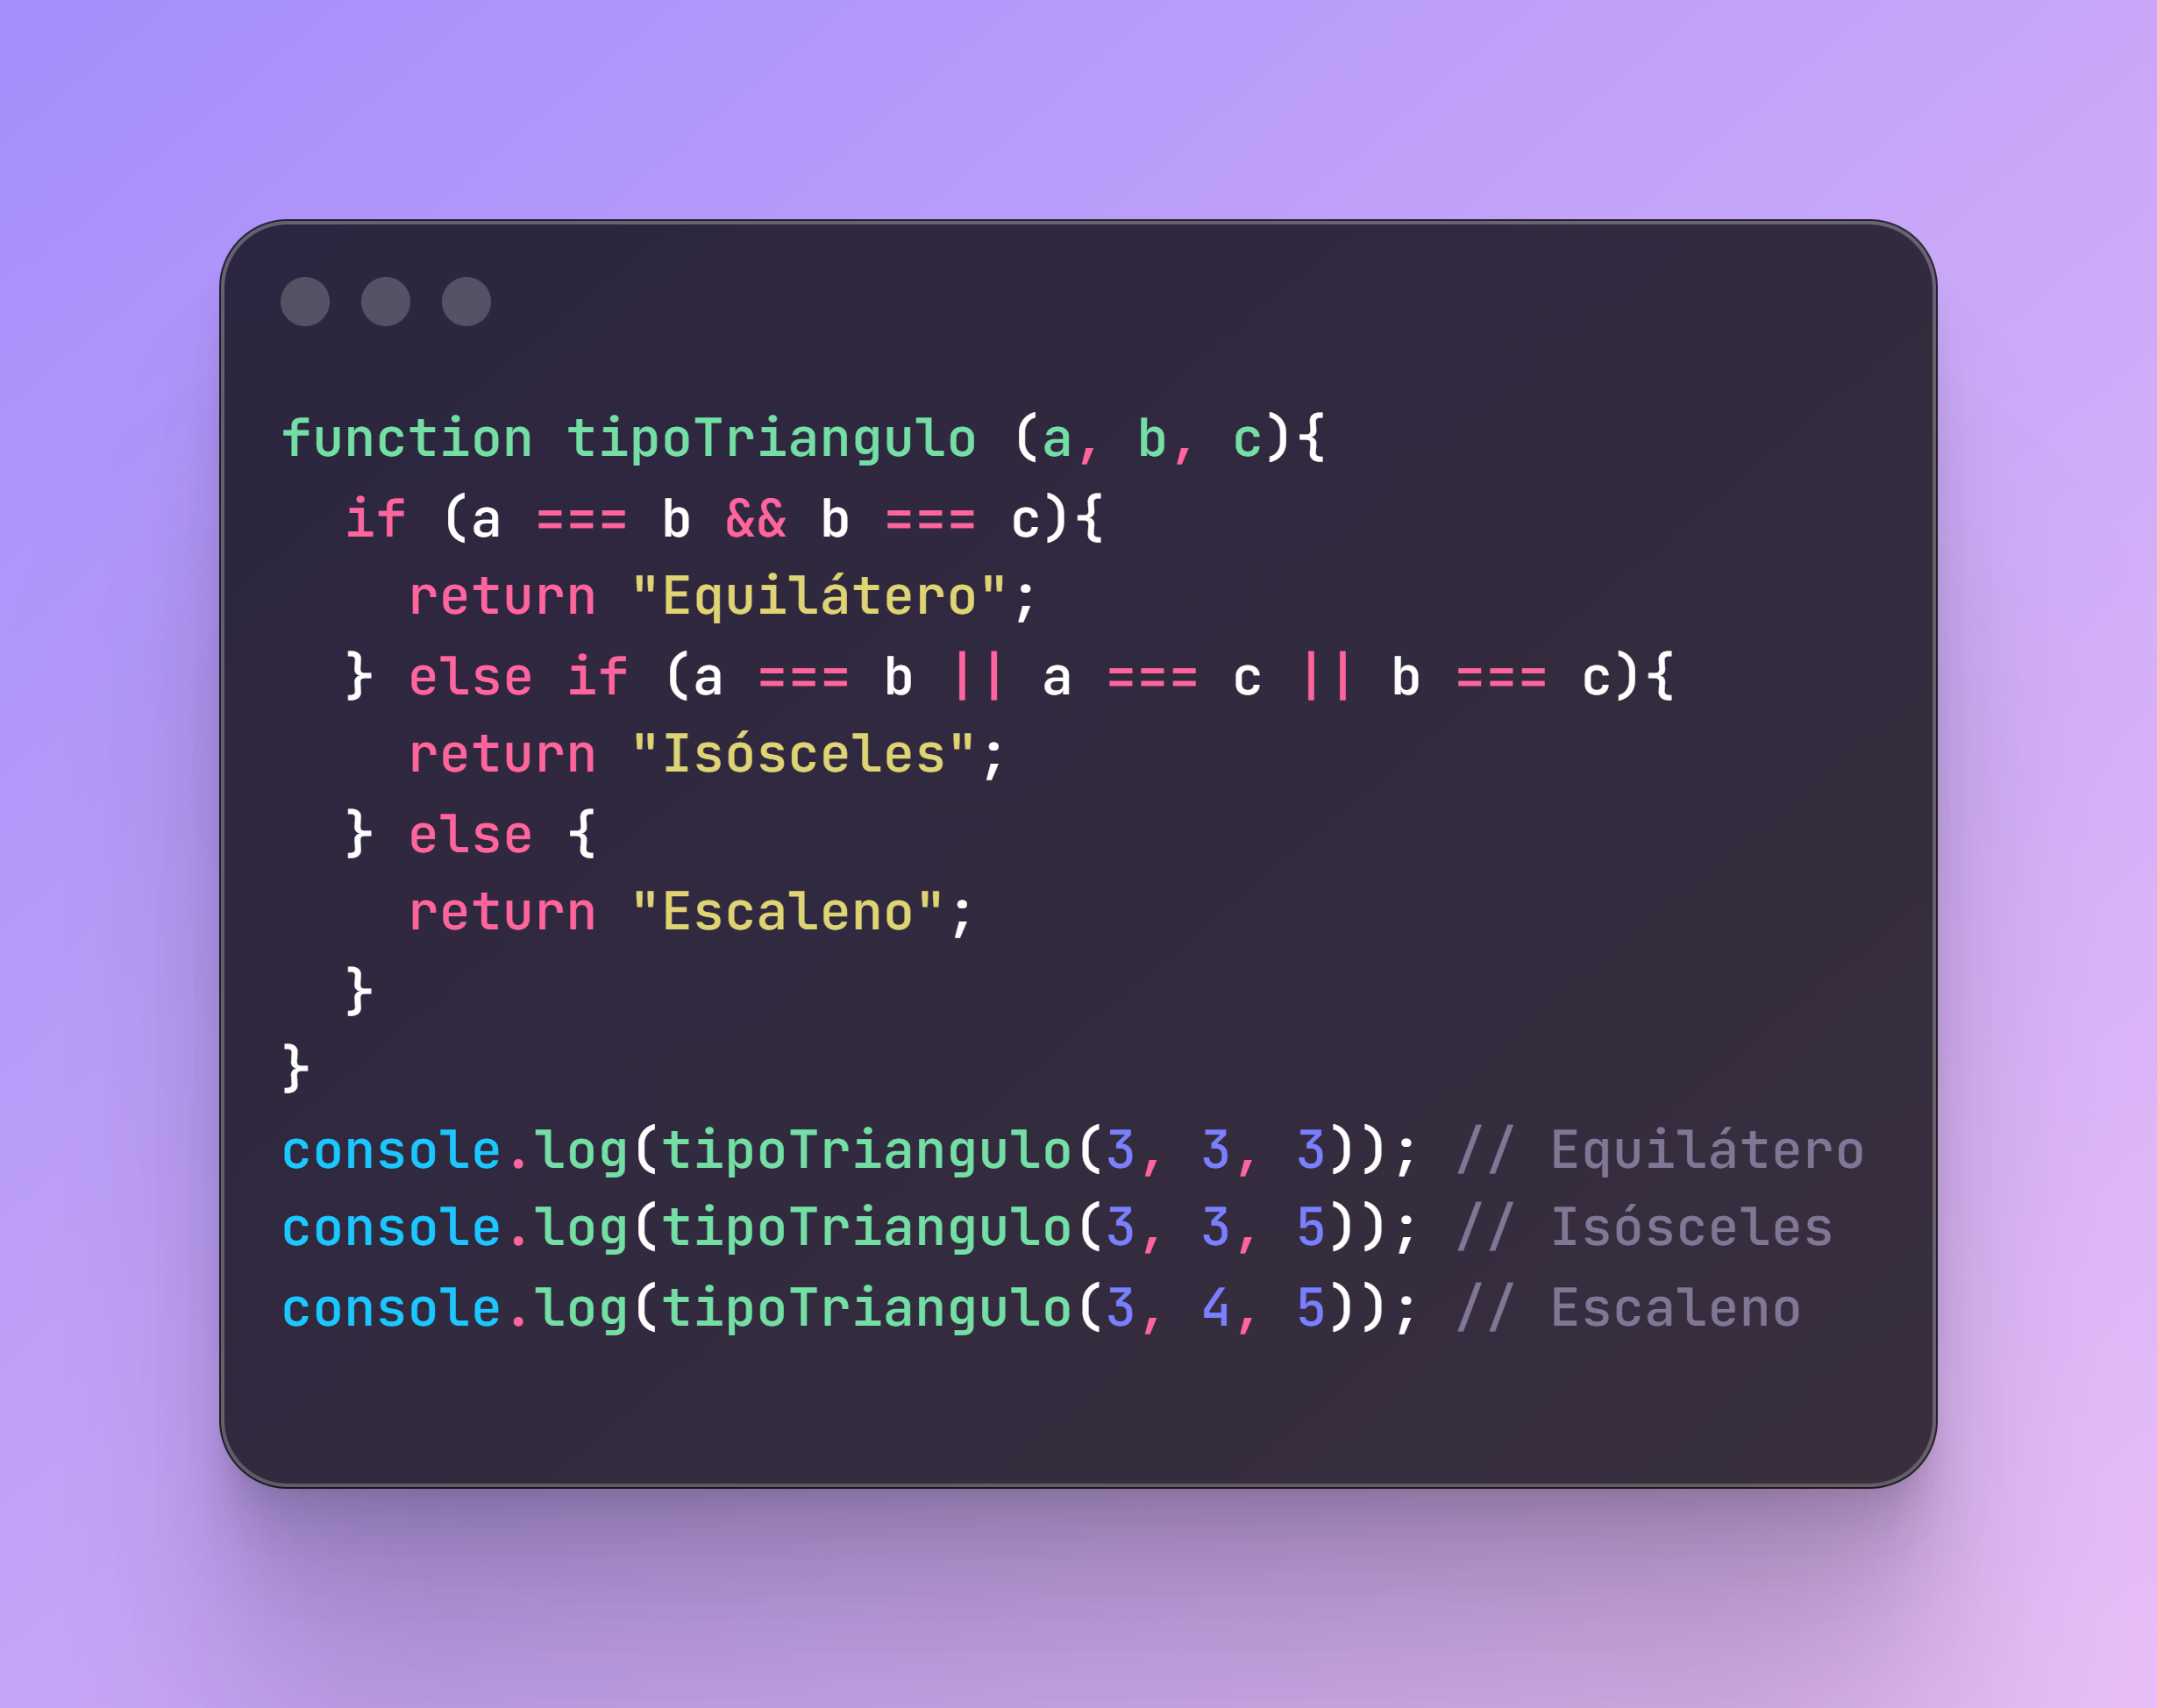 function tipoTriangulo (a, b, c){
  if (a === b && b === c){
    return "Equilátero";
  } else if (a === b || a === c || b === c){
    return "Isósceles";
  } else {
    return "Escaleno";
  }
}
console.log(tipoTriangulo(3, 3, 3)); // Equilátero
console.log(tipoTriangulo(3, 3, 5)); // Isósceles
console.log(tipoTriangulo(3, 4, 5)); // Escaleno